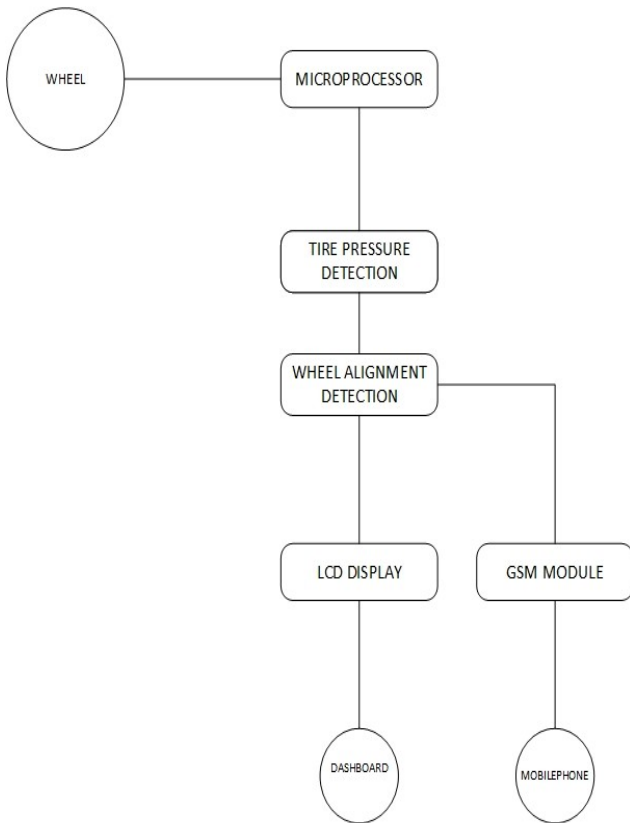 WHEEL
MICROPROCESSOR
TIRE PRESSURE
DETECTION
WHEEL ALIGNMENT
DETECTION
LCD DISPLAY
GSM MODULE
DASHBOARD
MOBILEPHONE